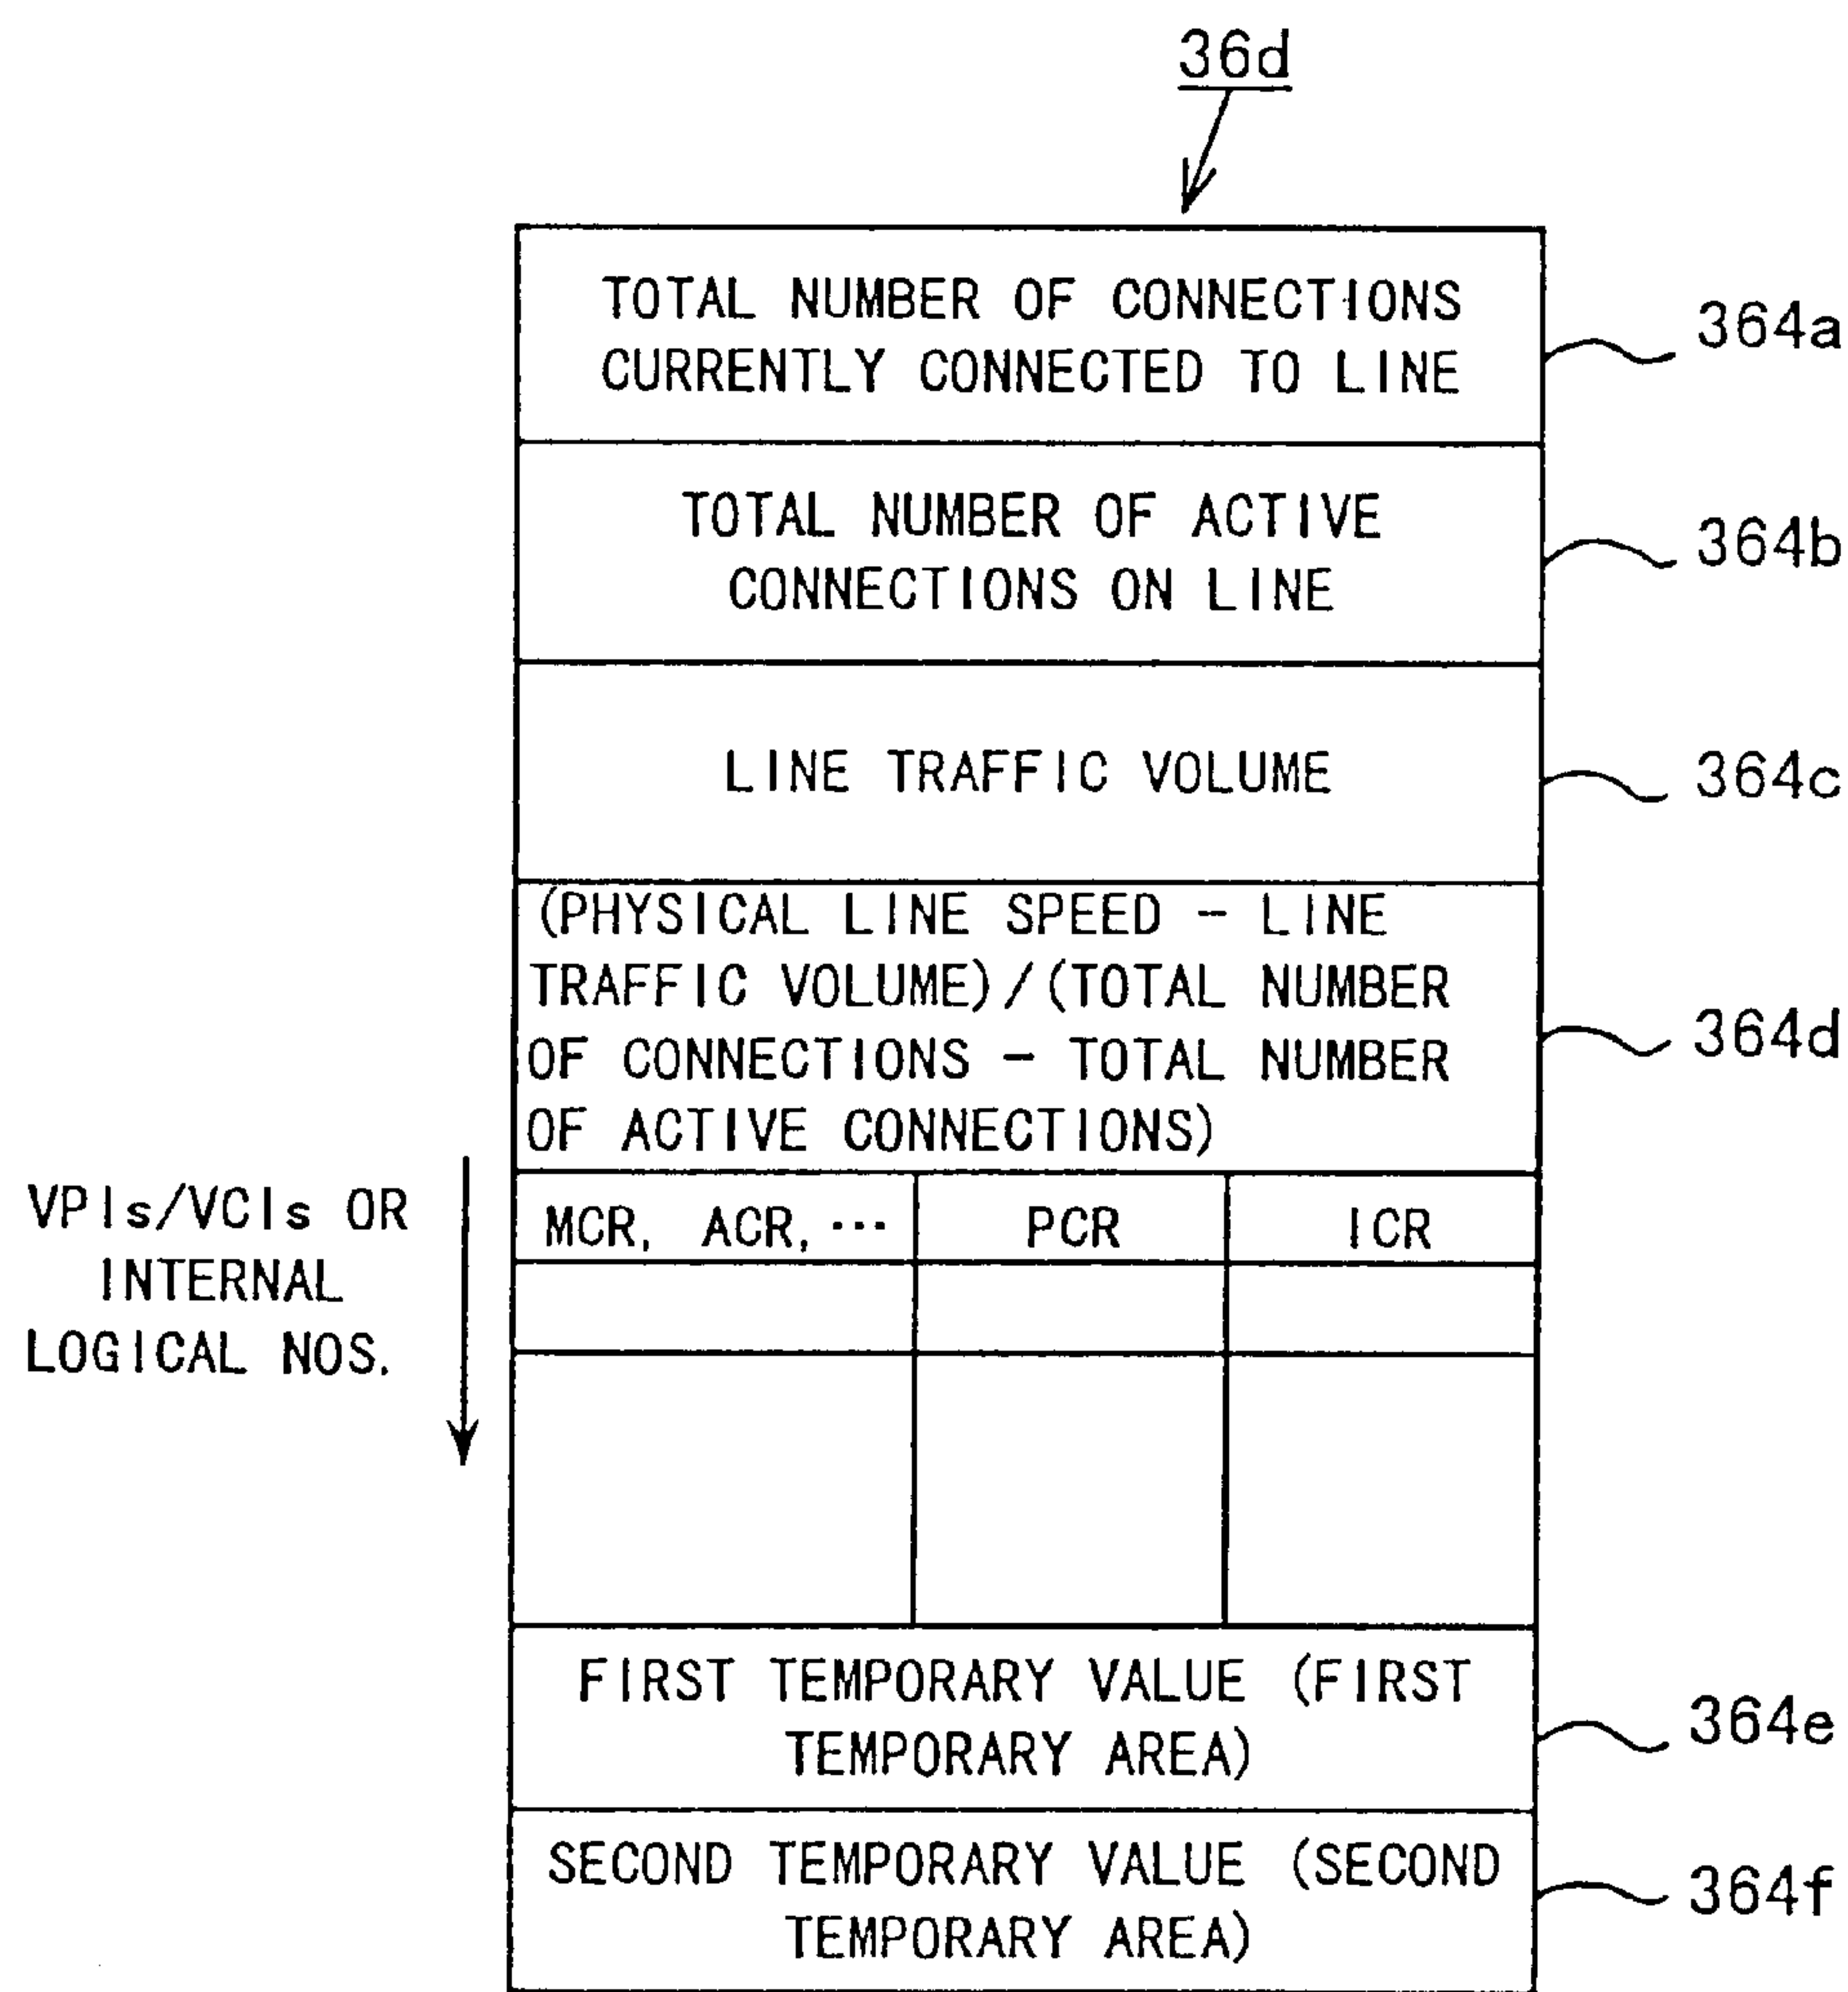 36d
TOTAL NUMBER OF CONNECTIONS
CURRENTLY CONNECTED TO LINE
364a
TOTAL NUMBER OF ACTIVE
CONNECTIONS ON LINE
364b
LINE TRAFFIC VOLUME
364c
(PHYSICAL LINE SPEED - LINE
TRAFFIC VOLUME)/(TOTAL NUMBER
OF CONNECTIONS - TOTAL NUMBER
OF ACTIVE CONNECTIONS)
364d
VPIs/VCIs OR
INTERNAL
LOGICAL NOS.
MCR, ACR, ···
PCR
ICR
FIRST TEMPORARY VALUE (FIRST
TEMPORARY AREA)
364e
SECOND TEMPORARY VALUE (SECOND
TEMPORARY AREA)
364f